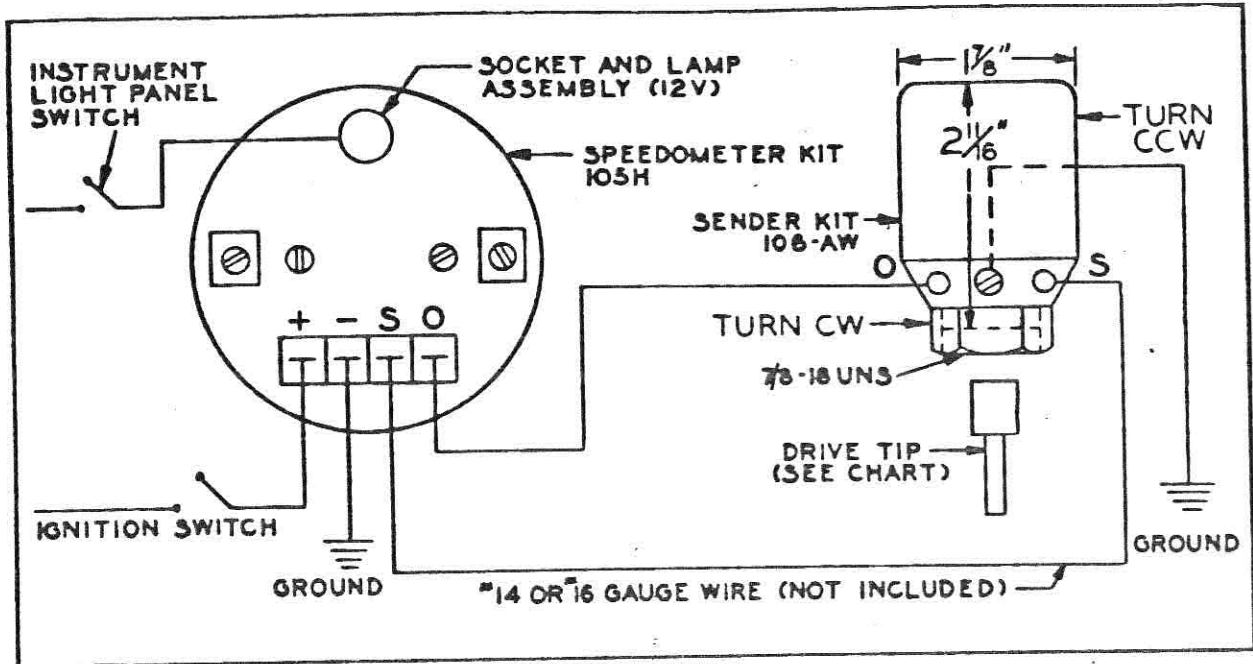 INSTRUMENT
LIGHT PANEL
SWITCH
SOCKET AND LAMP
ASSEMBLY (12V)
SPEEDOMETER KIT
105H
+ - S O
IGNITION SWITCH
GROUND
1 7/8"
2 11/16"
TURN
CCW
SENDER KIT
108-AW
O S
TURN CW
7/8-18 UNS
DRIVE TIP
(SEE CHART)
GROUND
#14 OR #16 GAUGE WIRE (NOT INCLUDED)